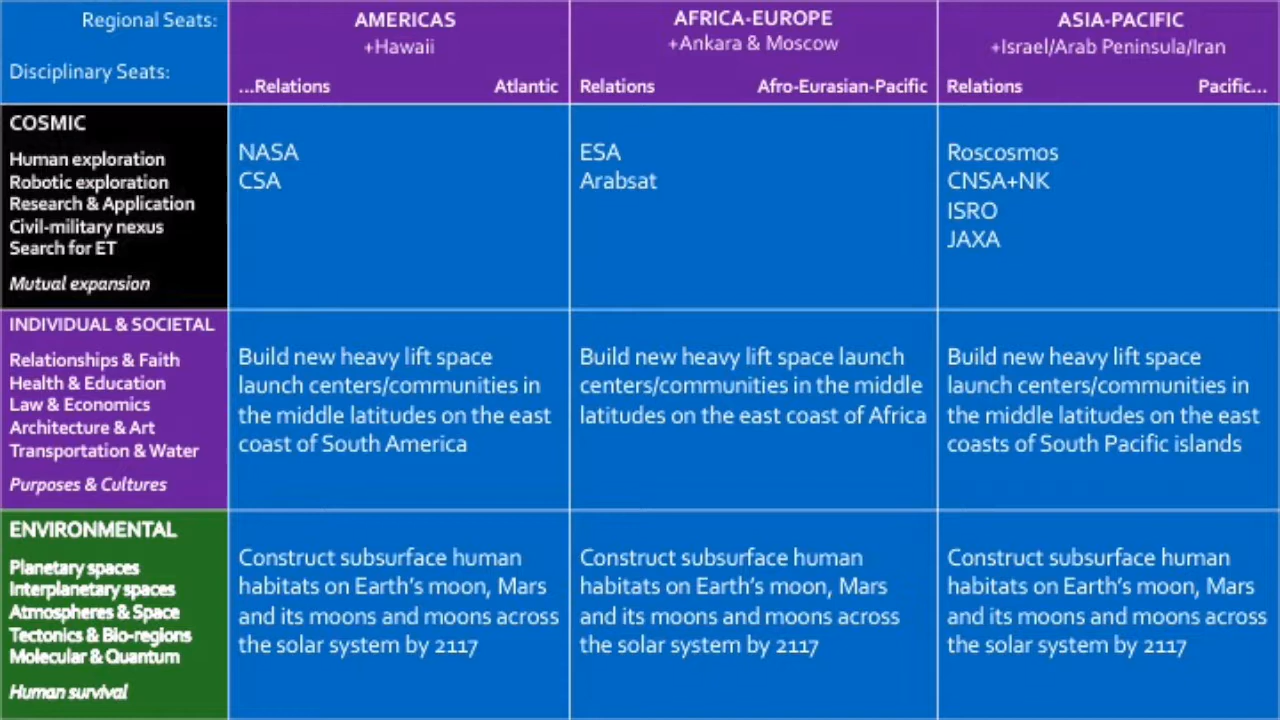 Regional Seats:
Disciplinary Seats:
AMERICAS
+Hawaii
...Relations Atlantic
AFRICA-EUROPE
+Ankara & Moscow
Relations Afro-Eurasian-Pacific
ASIA-PACIFIC
+Israel/Arab Peninsula/Iran
Relations Pacific...
COSMIC
Human exploration
Robotic exploration
Research & Application
Civil-military nexus
Search for ET
Mutual expansion
NASA
CSA
ESA
Arabsat
Roscosmos
CNSA+NK
ISRO
JAXA
INDIVIDUAL & SOCIETAL
Relationships & Faith
Health & Education
Law & Economics
Architecture & Art
Transportation & Water
Purposes & Cultures
Build new heavy lift space
launch centers/communities in
the middle latitudes on the east
coast of South America
Build new heavy lift space launch
centers/communities in the middle
latitudes on the east coast of Africa
Build new heavy lift space
launch centers/communities in
the middle latitudes on the east
coasts of South Pacific islands
ENVIRONMENTAL
Planetary spaces
Interplanetary spaces
Atmospheres & Space
Tectonics & Bio-regions
Molecular & Quantum
Human survival
Construct subsurface human
habitats on Earth's moon, Mars
and its moons and moons across
the solar system by 2117
Construct subsurface human
habitats on Earth's moon, Mars
and its moons and moons across
the solar system by 2117
Construct subsurface human
habitats on Earth's moon, Mars
and its moons and moons across
the solar system by 2117